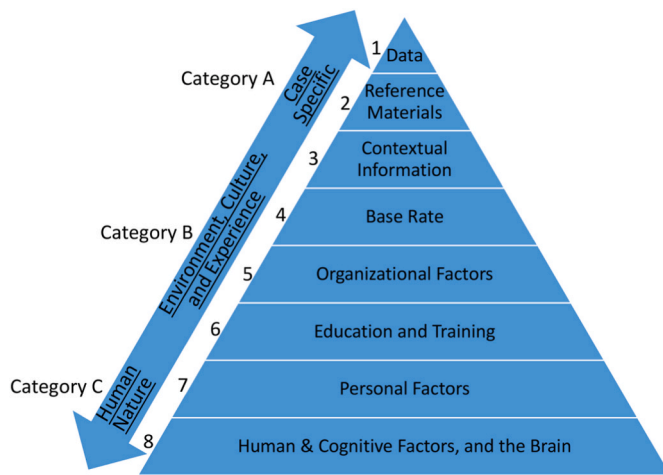 1
Data
Category A
Case
Specific
2
Reference
Materials
3
Contextual
Information
Category B
Environment, Culture,
and Experience
4
Base Rate
5
Organizational Factors
6
Education and Training
Category C
Human
Nature
7
Personal Factors
8
Human & Cognitive Factors, and the Brain